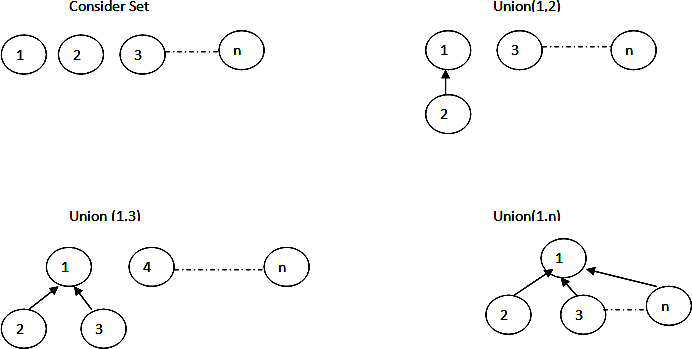 Consider Set
1 2 3 n
Union(1,2)
1 3 n
2
Union (1.3)
1 4 n
2 3
Union(1.n)
1
2 3 n